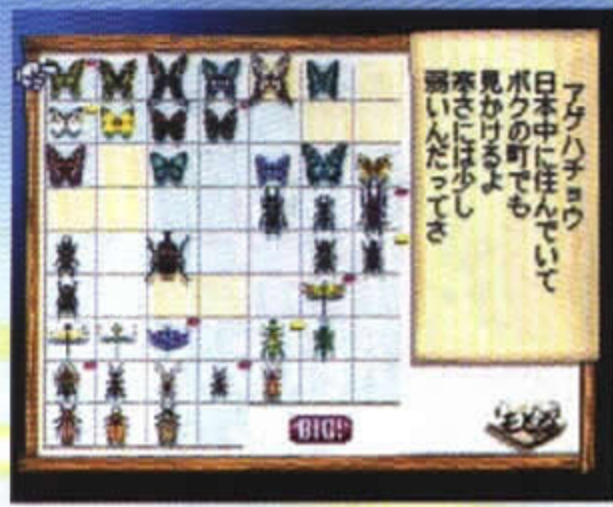 アゲハチョウ
日本中に住んでいて
ボクの町でも
見かけるよ
寒さには少し
弱いんだってさ
BIG!